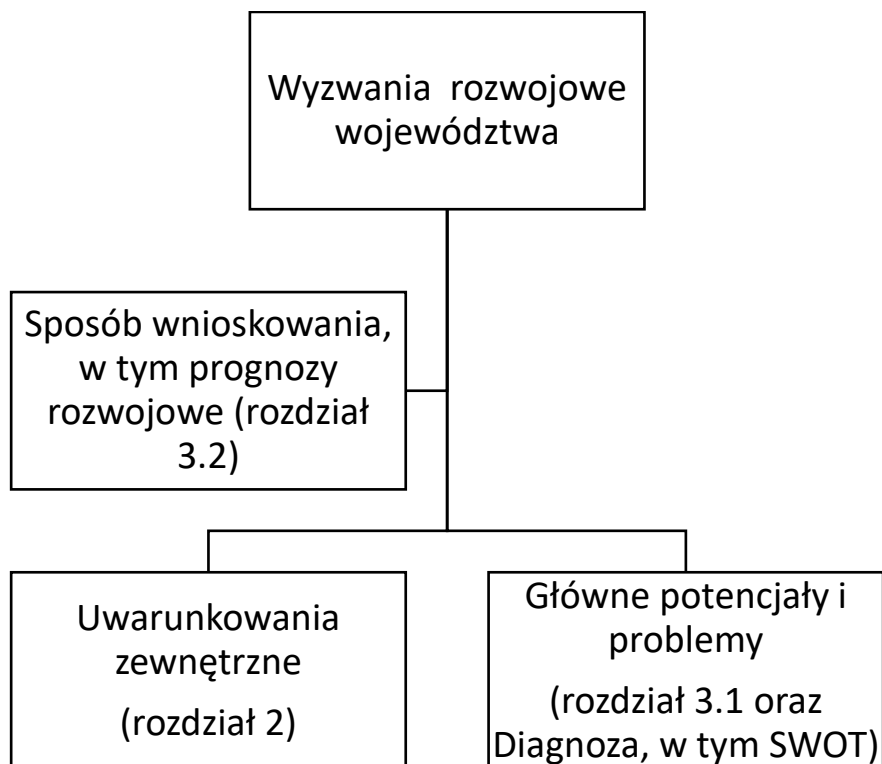 Wyzwania rozwojowe
województwa
Sposób wnioskowania,
w tym prognozy
rozwojowe (rozdział
3.2)
Uwarunkowania
zewnętrzne
(rozdział 2)
Główne potencjały i
problemy
(rozdział 3.1 oraz
Diagnoza, w tym SWOT)